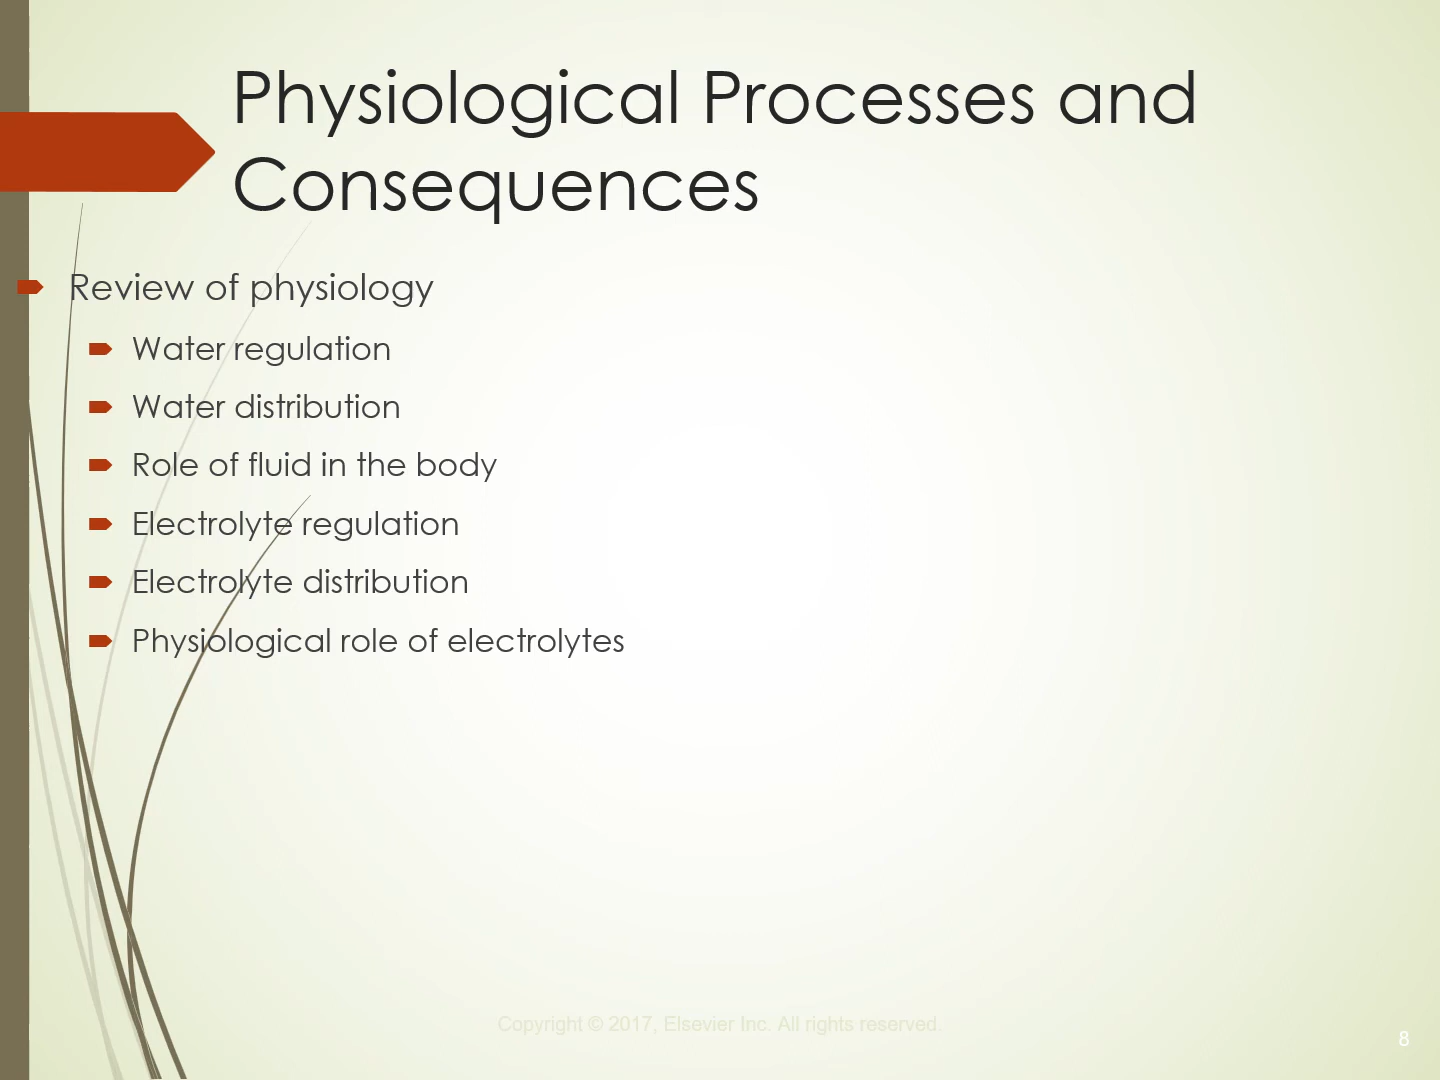 Physiological Processes and
Consequences
Review of physiology
Water regulation
Water distribution
Role of fluid in the body
Electrolyte regulation
Electrolyte distribution
Physiological role of electrolytes
Copyright © 2017, Elsevier Inc. All rights reserved.
8